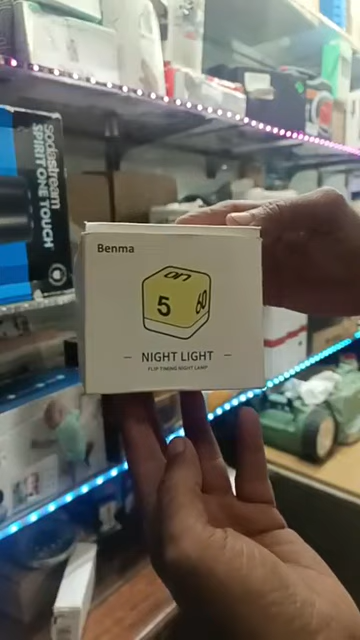 sodastream
SPIRIT ONE TOUCH
Benma
on
5
60
NIGHT LIGHT
FLIP TIMING NIGHT LAMP